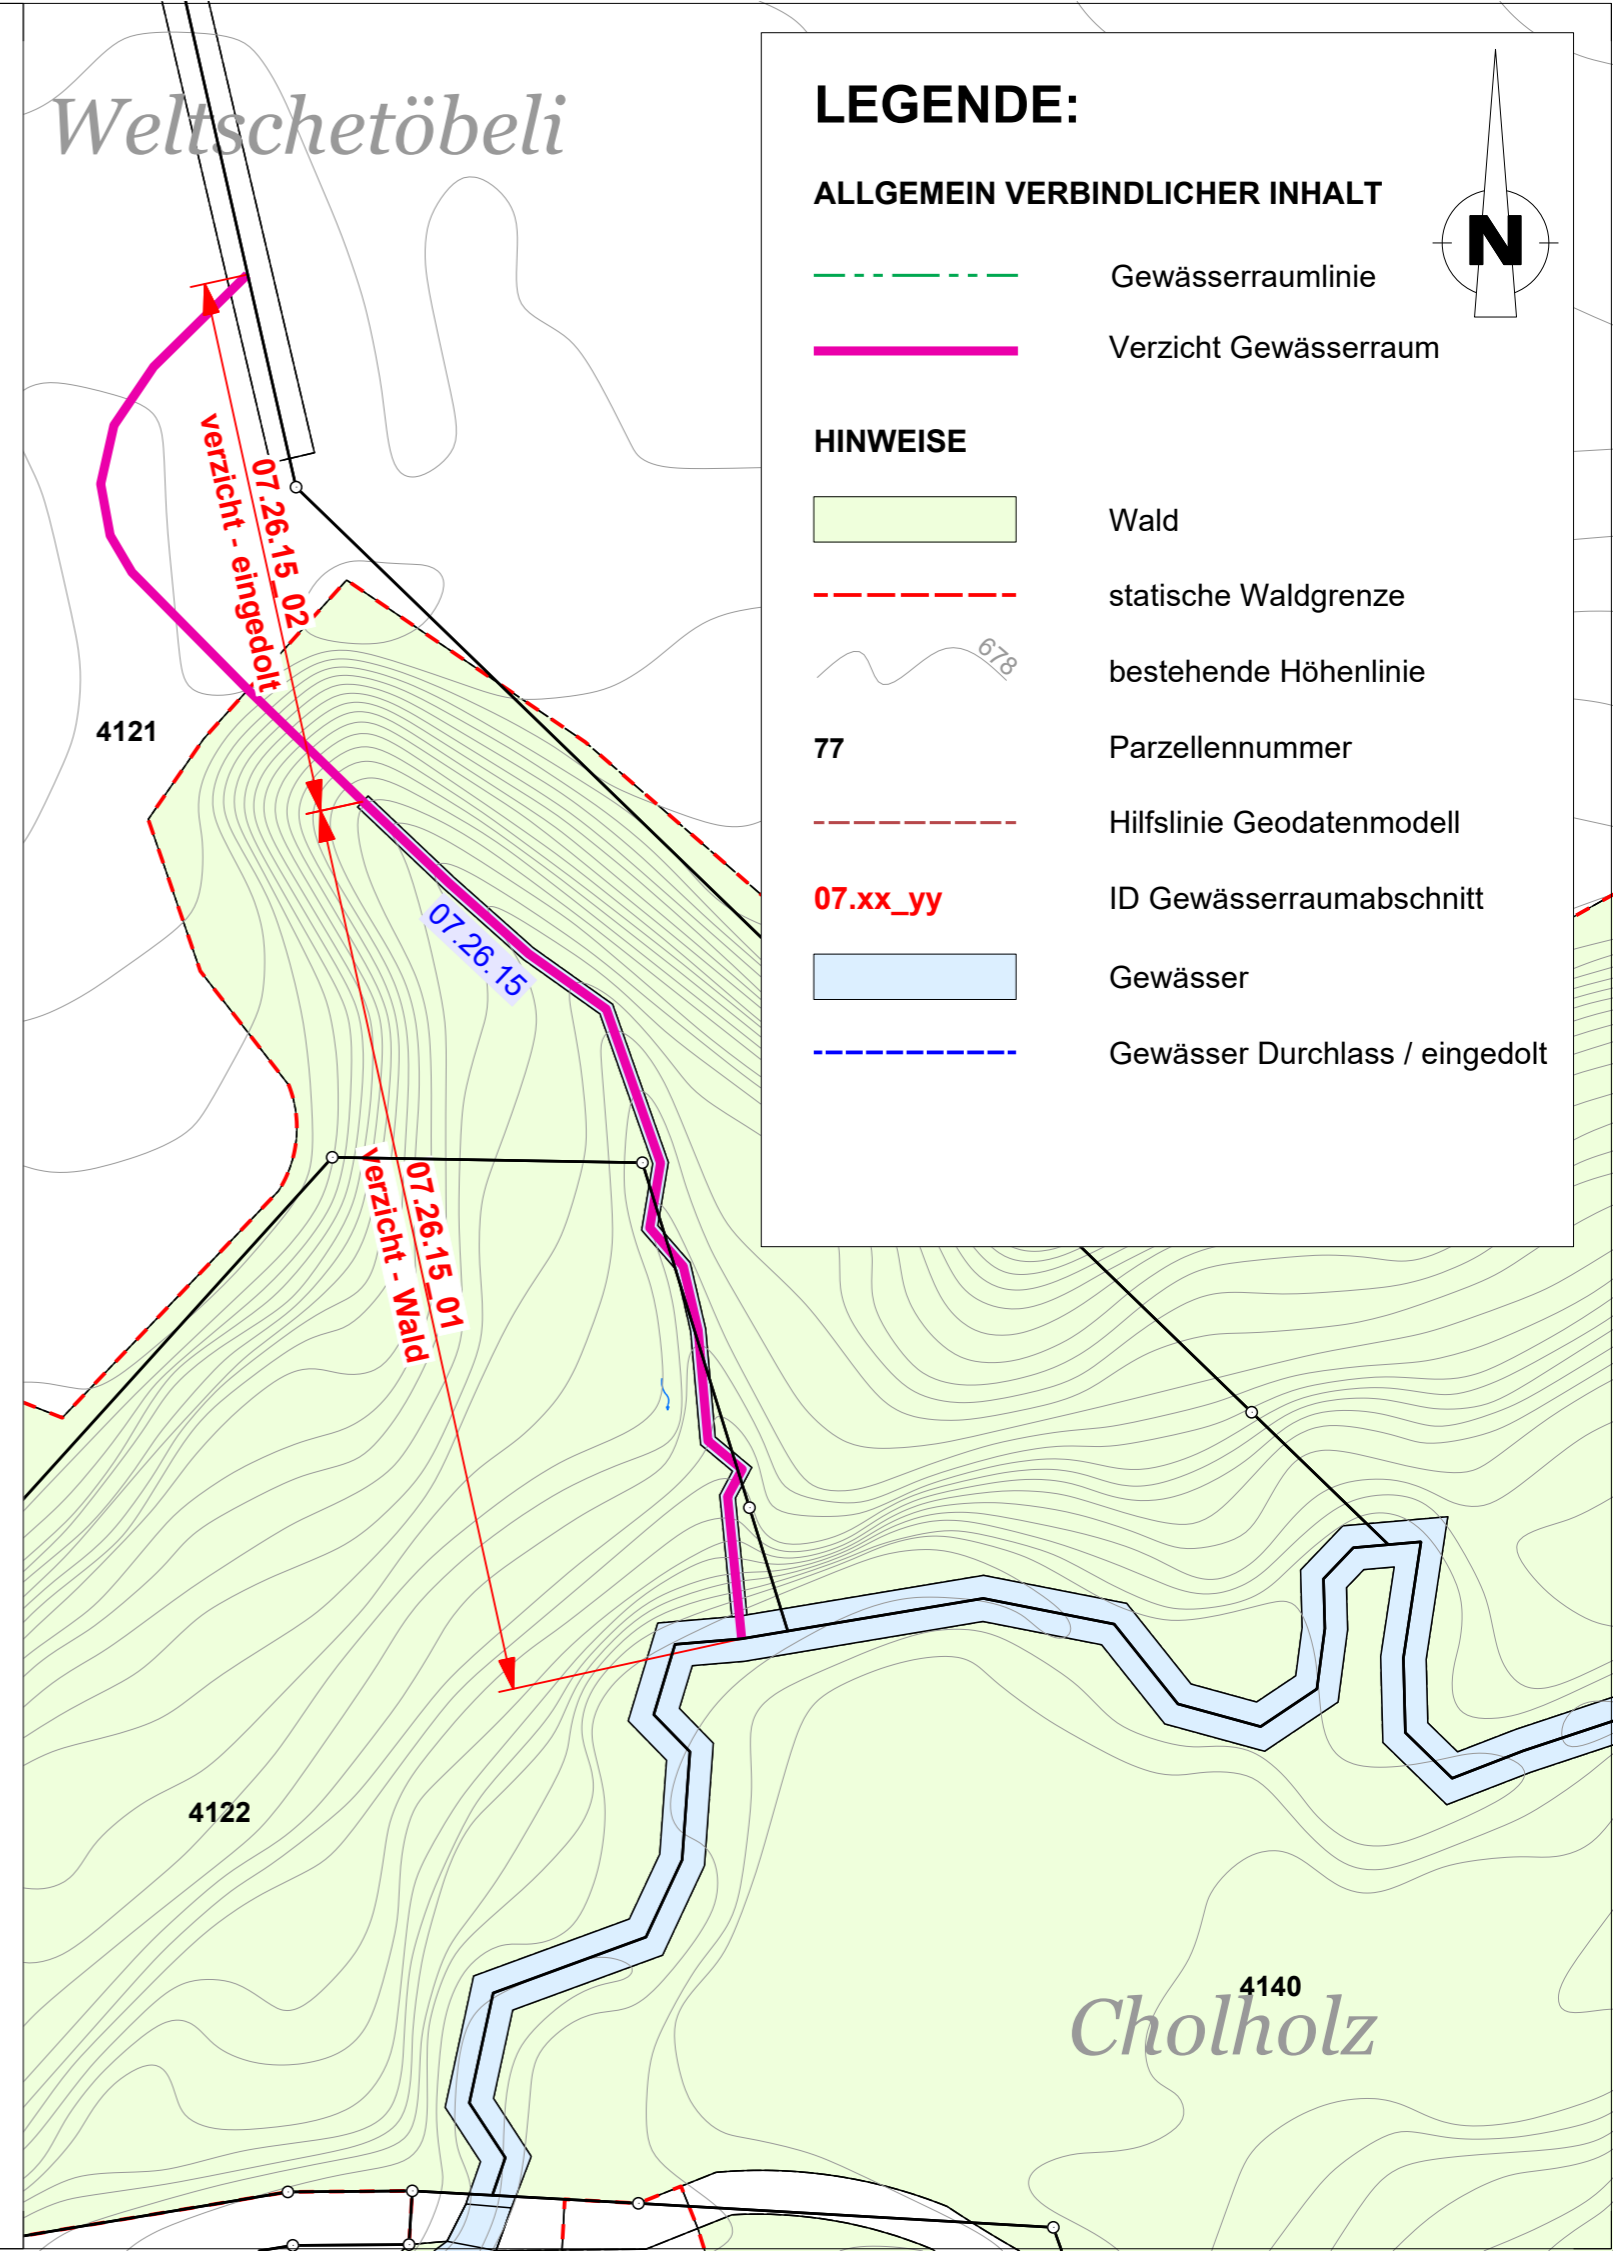 Weltschetöbeli
LEGENDE:
ALLGEMEIN VERBINDLICHER INHALT
N
Gewässerraumlinie
Verzicht Gewässerraum
HINWEISE
Wald
statische Waldgrenze
678
bestehende Höhenlinie
77 Parzellennummer
Hilfslinie Geodatenmodell
07.xx_yy ID Gewässerraumabschnitt
Gewässer
Gewässer Durchlass / eingedolt
07.26.15_02
verzicht - eingedolt
4121
07.26.15
07.26.15_01
verzicht - Wald
4122
4140
Cholholz